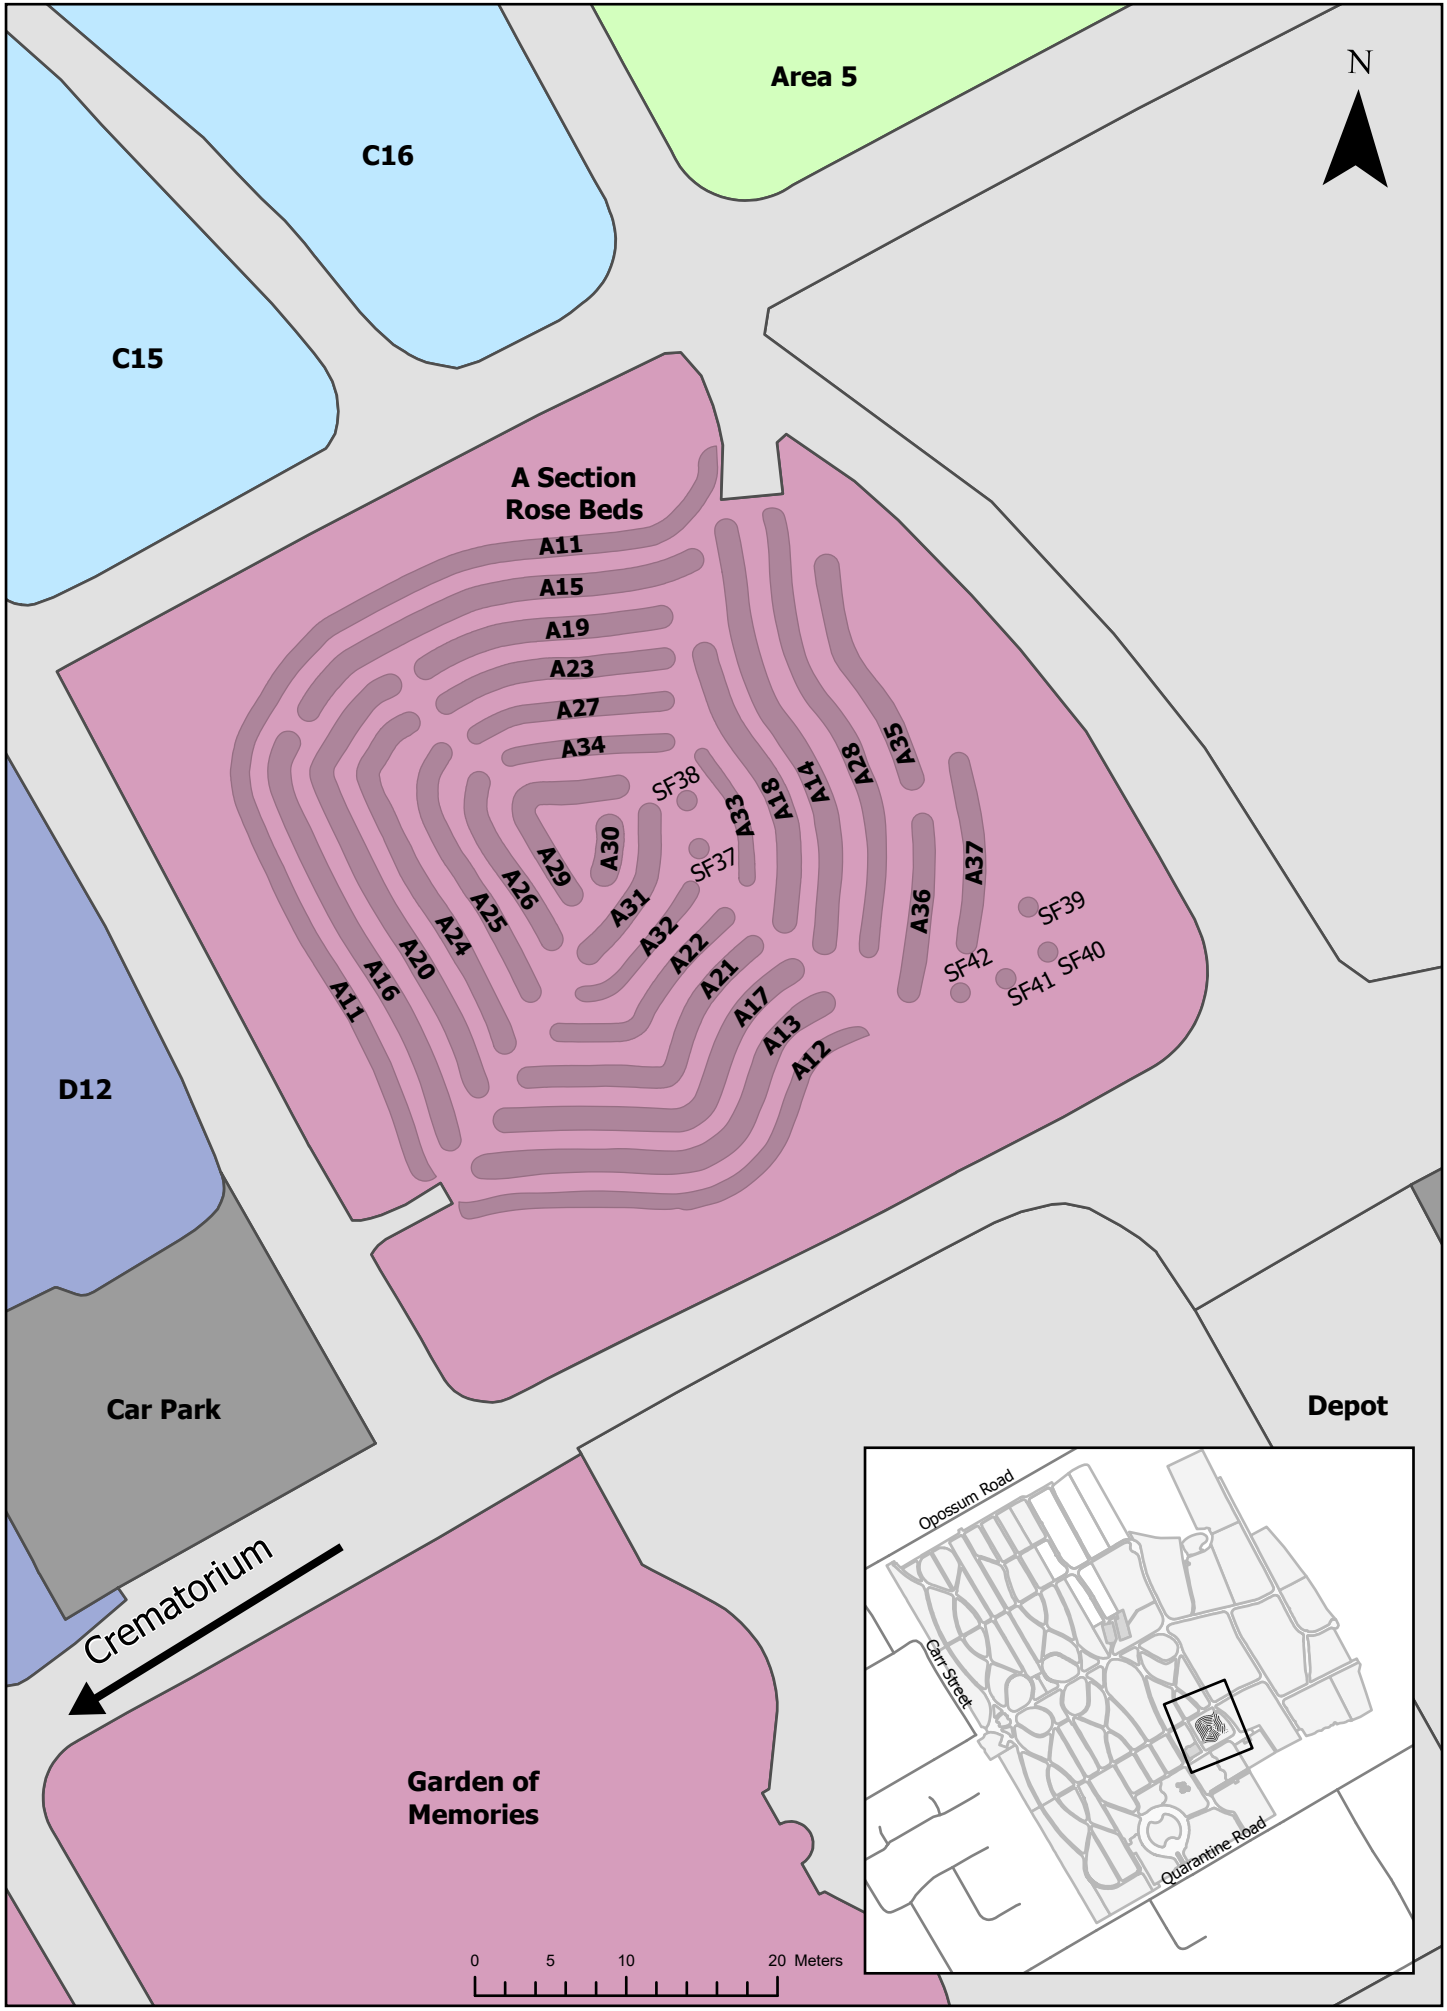 N
Area 5
C16
C15
A Section
Rose Beds
A11
A15
A19
A23
A27
A34
SF38
A33
A18
A14
A28
A35
A30
SF37
A37
A29
A26
A25
A24
A20
A16
A11
A31
A32
A22
A21
A17
A13
A12
A36
SF39
SF40
SF41
SF42
D12
Car Park
Depot
Crematorium
Garden of
Memories
Opossum Road
Carr Street
Quarantine Road
0 5 10 20 Meters